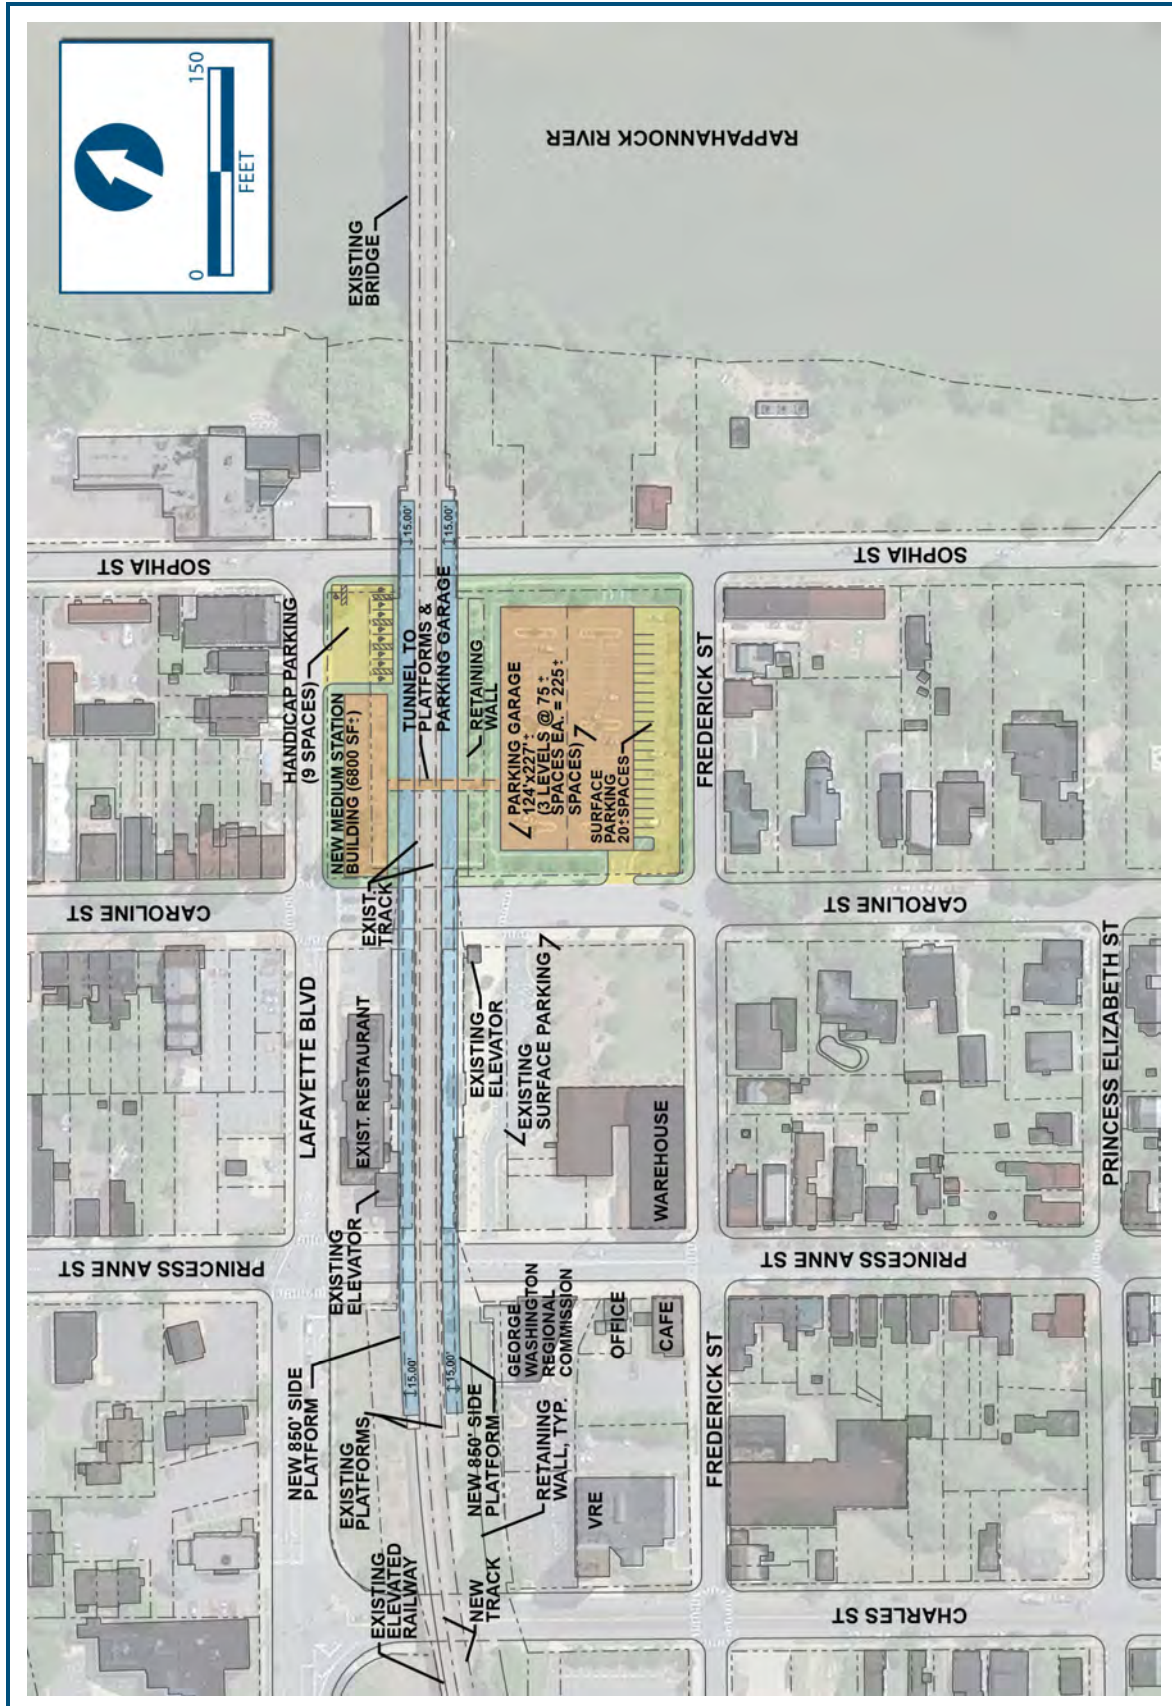 0
150
FEET
RAPPAHANNOCK RIVER
EXISTING
BRIDGE
SOPHIA ST
SOPHIA ST
HANDICAP PARKING
(9 SPACES)
NEW MEDIUM STATION
BUILDING (6800 SF±)
TUNNEL TO
PLATFORMS &
PARKING GARAGE
15.00'
15.00'
RETAINING
WALL
PARKING GARAGE
124'x227'±
(3 LEVELS @ 75±
SPACES EA. = 225±
SPACES)
SURFACE
PARKING
20±SPACES
FREDERICK ST
CAROLINE ST
CAROLINE ST
EXIST.
TRACK
LAFAYETTE BLVD
EXIST. RESTAURANT
EXISTING
ELEVATOR
EXISTING
SURFACE PARKING
WAREHOUSE
PRINCESS ELIZABETH ST
EXISTING
ELEVATOR
PRINCESS ANNE ST
PRINCESS ANNE ST
NEW 850' SIDE
PLATFORM
EXISTING
PLATFORMS
15.00'
15.00'
NEW 850' SIDE
PLATFORM
GEORGE
WASHINGTON
REGIONAL
COMMISSION
OFFICE
CAFE
RETAINING
WALL, TYP.
VRE
FREDERICK ST
EXISTING
ELEVATED
RAILWAY
NEW
TRACK
CHARLES ST